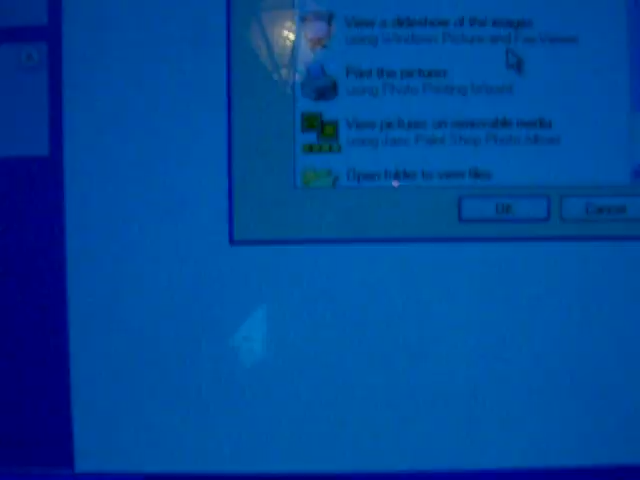 View a slideshow of the images
using Windows Picture and Fax Viewer
Print the pictures
using Photo Printing Wizard
View pictures on removable media
using Jasc Paint Shop Photo Album
Open folder to view files
OK
Cancel